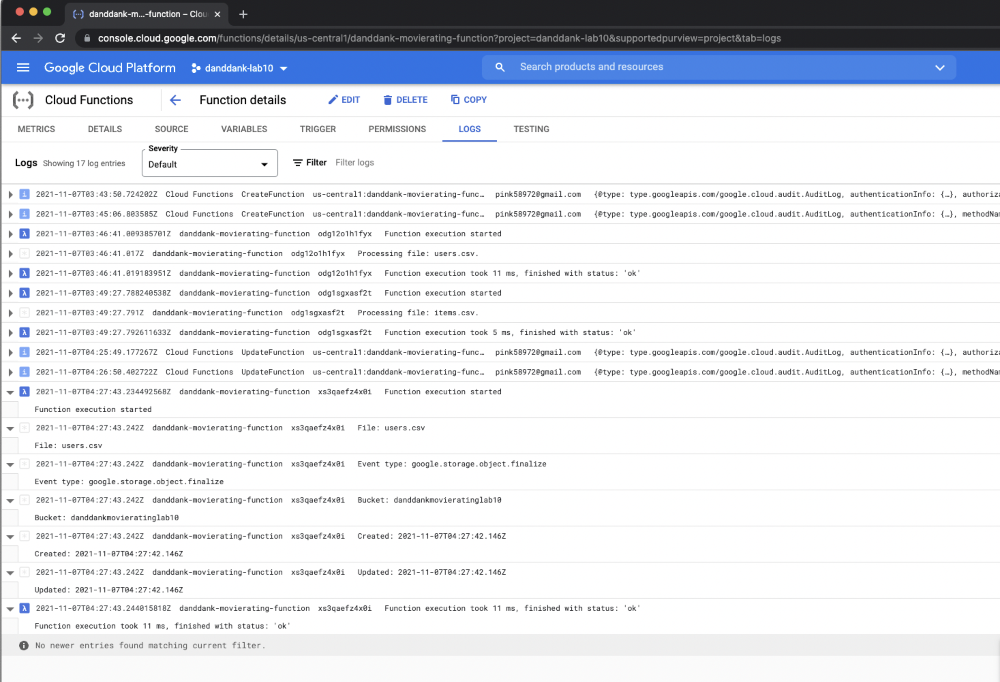 danddank-m...-function – Clou
console.cloud.google.com/functions/details/us-central1/danddank-movierating-function?project=danddank-lab10&supportedpurview=project&tab=logs
Google Cloud Platform danddank-lab10 Search products and resources
Cloud Functions Function details EDIT DELETE COPY
METRICS DETAILS SOURCE VARIABLES TRIGGER PERMISSIONS LOGS TESTING
Severity
Logs Showing 17 log entries Default Filter Filter logs
i 2021-11-07T03:43:50.724202Z Cloud Functions CreateFunction us-central1:danddank-movierating-func… pink58972@gmail.com {@type: type.googleapis.com/google.cloud.audit.AuditLog, authenticationInfo: {…}, authoriza
i 2021-11-07T03:45:06.803585Z Cloud Functions CreateFunction us-central1:danddank-movierating-func… pink58972@gmail.com {@type: type.googleapis.com/google.cloud.audit.AuditLog, authenticationInfo: {…}, methodNam
λ 2021-11-07T03:46:41.009385701Z danddank-movierating-function odg12o1h1fyx Function execution started
* 2021-11-07T03:46:41.017Z danddank-movierating-function odg12o1h1fyx Processing file: users.csv.
λ 2021-11-07T03:46:41.019183951Z danddank-movierating-function odg12o1h1fyx Function execution took 11 ms, finished with status: 'ok'
λ 2021-11-07T03:49:27.788240538Z danddank-movierating-function odg1sgxasf2t Function execution started
* 2021-11-07T03:49:27.791Z danddank-movierating-function odg1sgxasf2t Processing file: items.csv.
λ 2021-11-07T03:49:27.792611633Z danddank-movierating-function odg1sgxasf2t Function execution took 5 ms, finished with status: 'ok'
i 2021-11-07T04:25:49.177267Z Cloud Functions UpdateFunction us-central1:danddank-movierating-func… pink58972@gmail.com {@type: type.googleapis.com/google.cloud.audit.AuditLog, authenticationInfo: {…}, authoriza
i 2021-11-07T04:26:50.402722Z Cloud Functions UpdateFunction us-central1:danddank-movierating-func… pink58972@gmail.com {@type: type.googleapis.com/google.cloud.audit.AuditLog, authenticationInfo: {…}, methodNam
λ 2021-11-07T04:27:43.234492568Z danddank-movierating-function xs3qaefz4x0i Function execution started
Function execution started
* 2021-11-07T04:27:43.242Z danddank-movierating-function xs3qaefz4x0i File: users.csv
File: users.csv
* 2021-11-07T04:27:43.242Z danddank-movierating-function xs3qaefz4x0i Event type: google.storage.object.finalize
Event type: google.storage.object.finalize
* 2021-11-07T04:27:43.242Z danddank-movierating-function xs3qaefz4x0i Bucket: danddankmovieratinglab10
Bucket: danddankmovieratinglab10
* 2021-11-07T04:27:43.242Z danddank-movierating-function xs3qaefz4x0i Created: 2021-11-07T04:27:42.146Z
Created: 2021-11-07T04:27:42.146Z
* 2021-11-07T04:27:43.242Z danddank-movierating-function xs3qaefz4x0i Updated: 2021-11-07T04:27:42.146Z
Updated: 2021-11-07T04:27:42.146Z
λ 2021-11-07T04:27:43.244015818Z danddank-movierating-function xs3qaefz4x0i Function execution took 11 ms, finished with status: 'ok'
Function execution took 11 ms, finished with status: 'ok'
No newer entries found matching current filter.